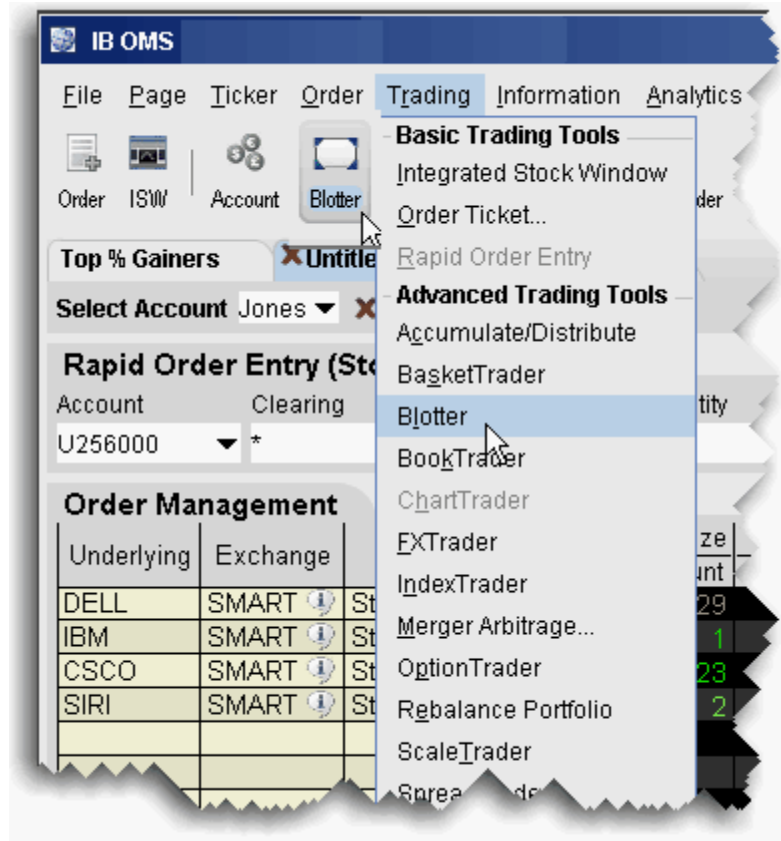 IB OMS
File Page Ticker Order Trading Information Analytics
Order ISW Account Blotter
Basic Trading Tools
Integrated Stock Window
Order Ticket...
Rapid Order Entry
Advanced Trading Tools
Accumulate/Distribute
BasketTrader
Blotter
BookTrader
ChartTrader
FXTrader
IndexTrader
Merger Arbitrage...
OptionTrader
Rebalance Portfolio
ScaleTrader
Top % Gainers
Select Account Jones
Rapid Order Entry
Account Clearing
U256000 *
Order Management
Underlying Exchange
DELL SMART 29
IBM SMART 1
CSCO SMART 23
SIRI SMART 2